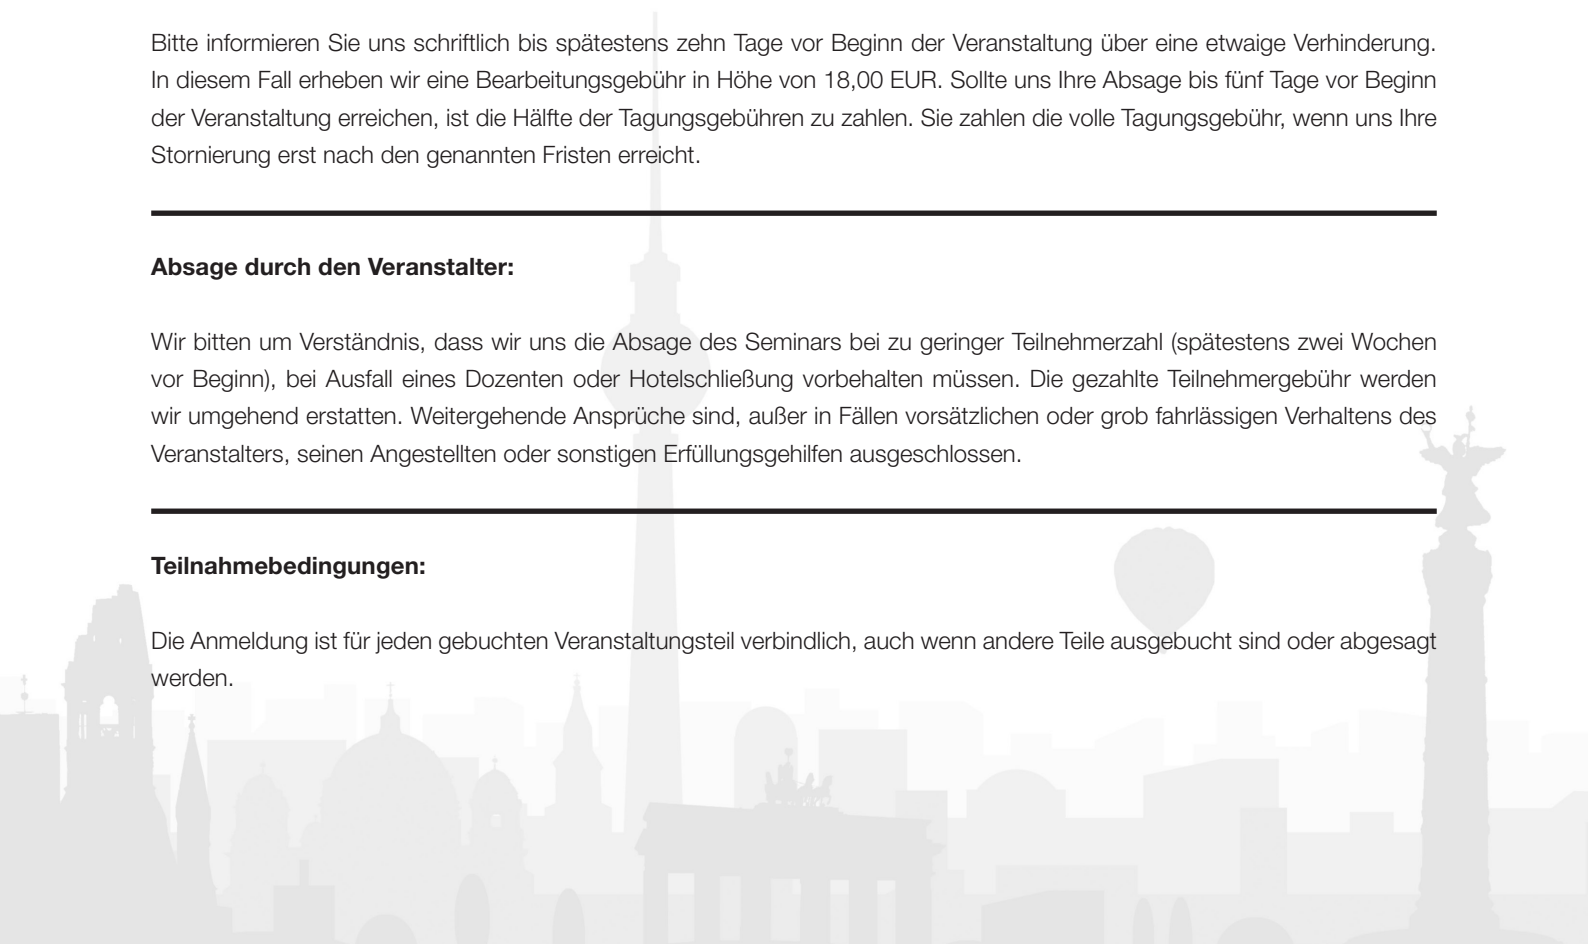 Bitte informieren Sie uns schriftlich bis spätestens zehn Tage vor Beginn der Veranstaltung über eine etwaige Verhinderung.
In diesem Fall erheben wir eine Bearbeitungsgebühr in Höhe von 18,00 EUR. Sollte uns Ihre Absage bis fünf Tage vor Beginn
der Veranstaltung erreichen, ist die Hälfte der Tagungsgebühren zu zahlen. Sie zahlen die volle Tagungsgebühr, wenn uns Ihre
Stornierung erst nach den genannten Fristen erreicht.
Absage durch den Veranstalter:
Wir bitten um Verständnis, dass wir uns die Absage des Seminars bei zu geringer Teilnehmerzahl (spätestens zwei Wochen
vor Beginn), bei Ausfall eines Dozenten oder Hotelschließung vorbehalten müssen. Die gezahlte Teilnehmergebühr werden
wir umgehend erstatten. Weitergehende Ansprüche sind, außer in Fällen vorsätzlichen oder grob fahrlässigen Verhaltens des
Veranstalters, seinen Angestellten oder sonstigen Erfüllungsgehilfen ausgeschlossen.
Teilnahmebedingungen:
Die Anmeldung ist für jeden gebuchten Veranstaltungsteil verbindlich, auch wenn andere Teile ausgebucht sind oder abgesagt
werden.